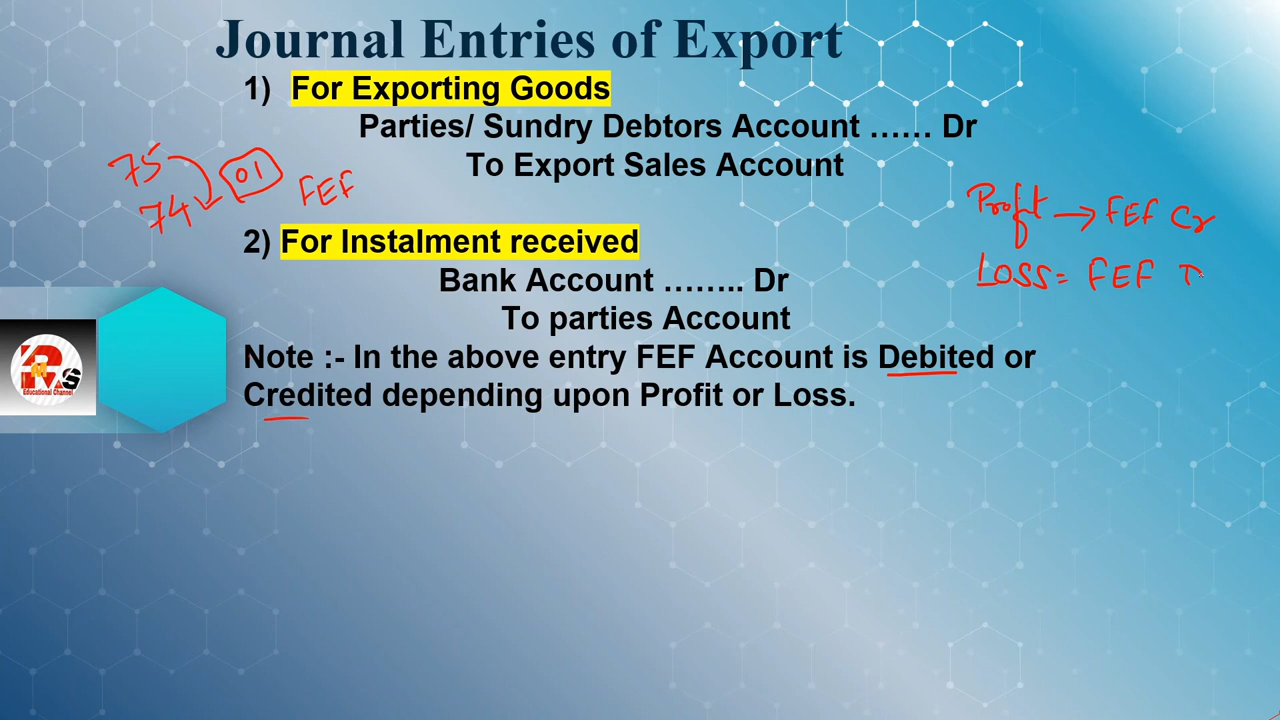 Journal Entries of Export
1) For Exporting Goods
Parties/ Sundry Debtors Account …… Dr
To Export Sales Account
75
74
01
FEF
Profit → FEF Cr
Loss = FEF
2) For Instalment received
Bank Account …….. Dr
To parties Account
Note :- In the above entry FEF Account is Debited or
Credited depending upon Profit or Loss.
Educational Channel